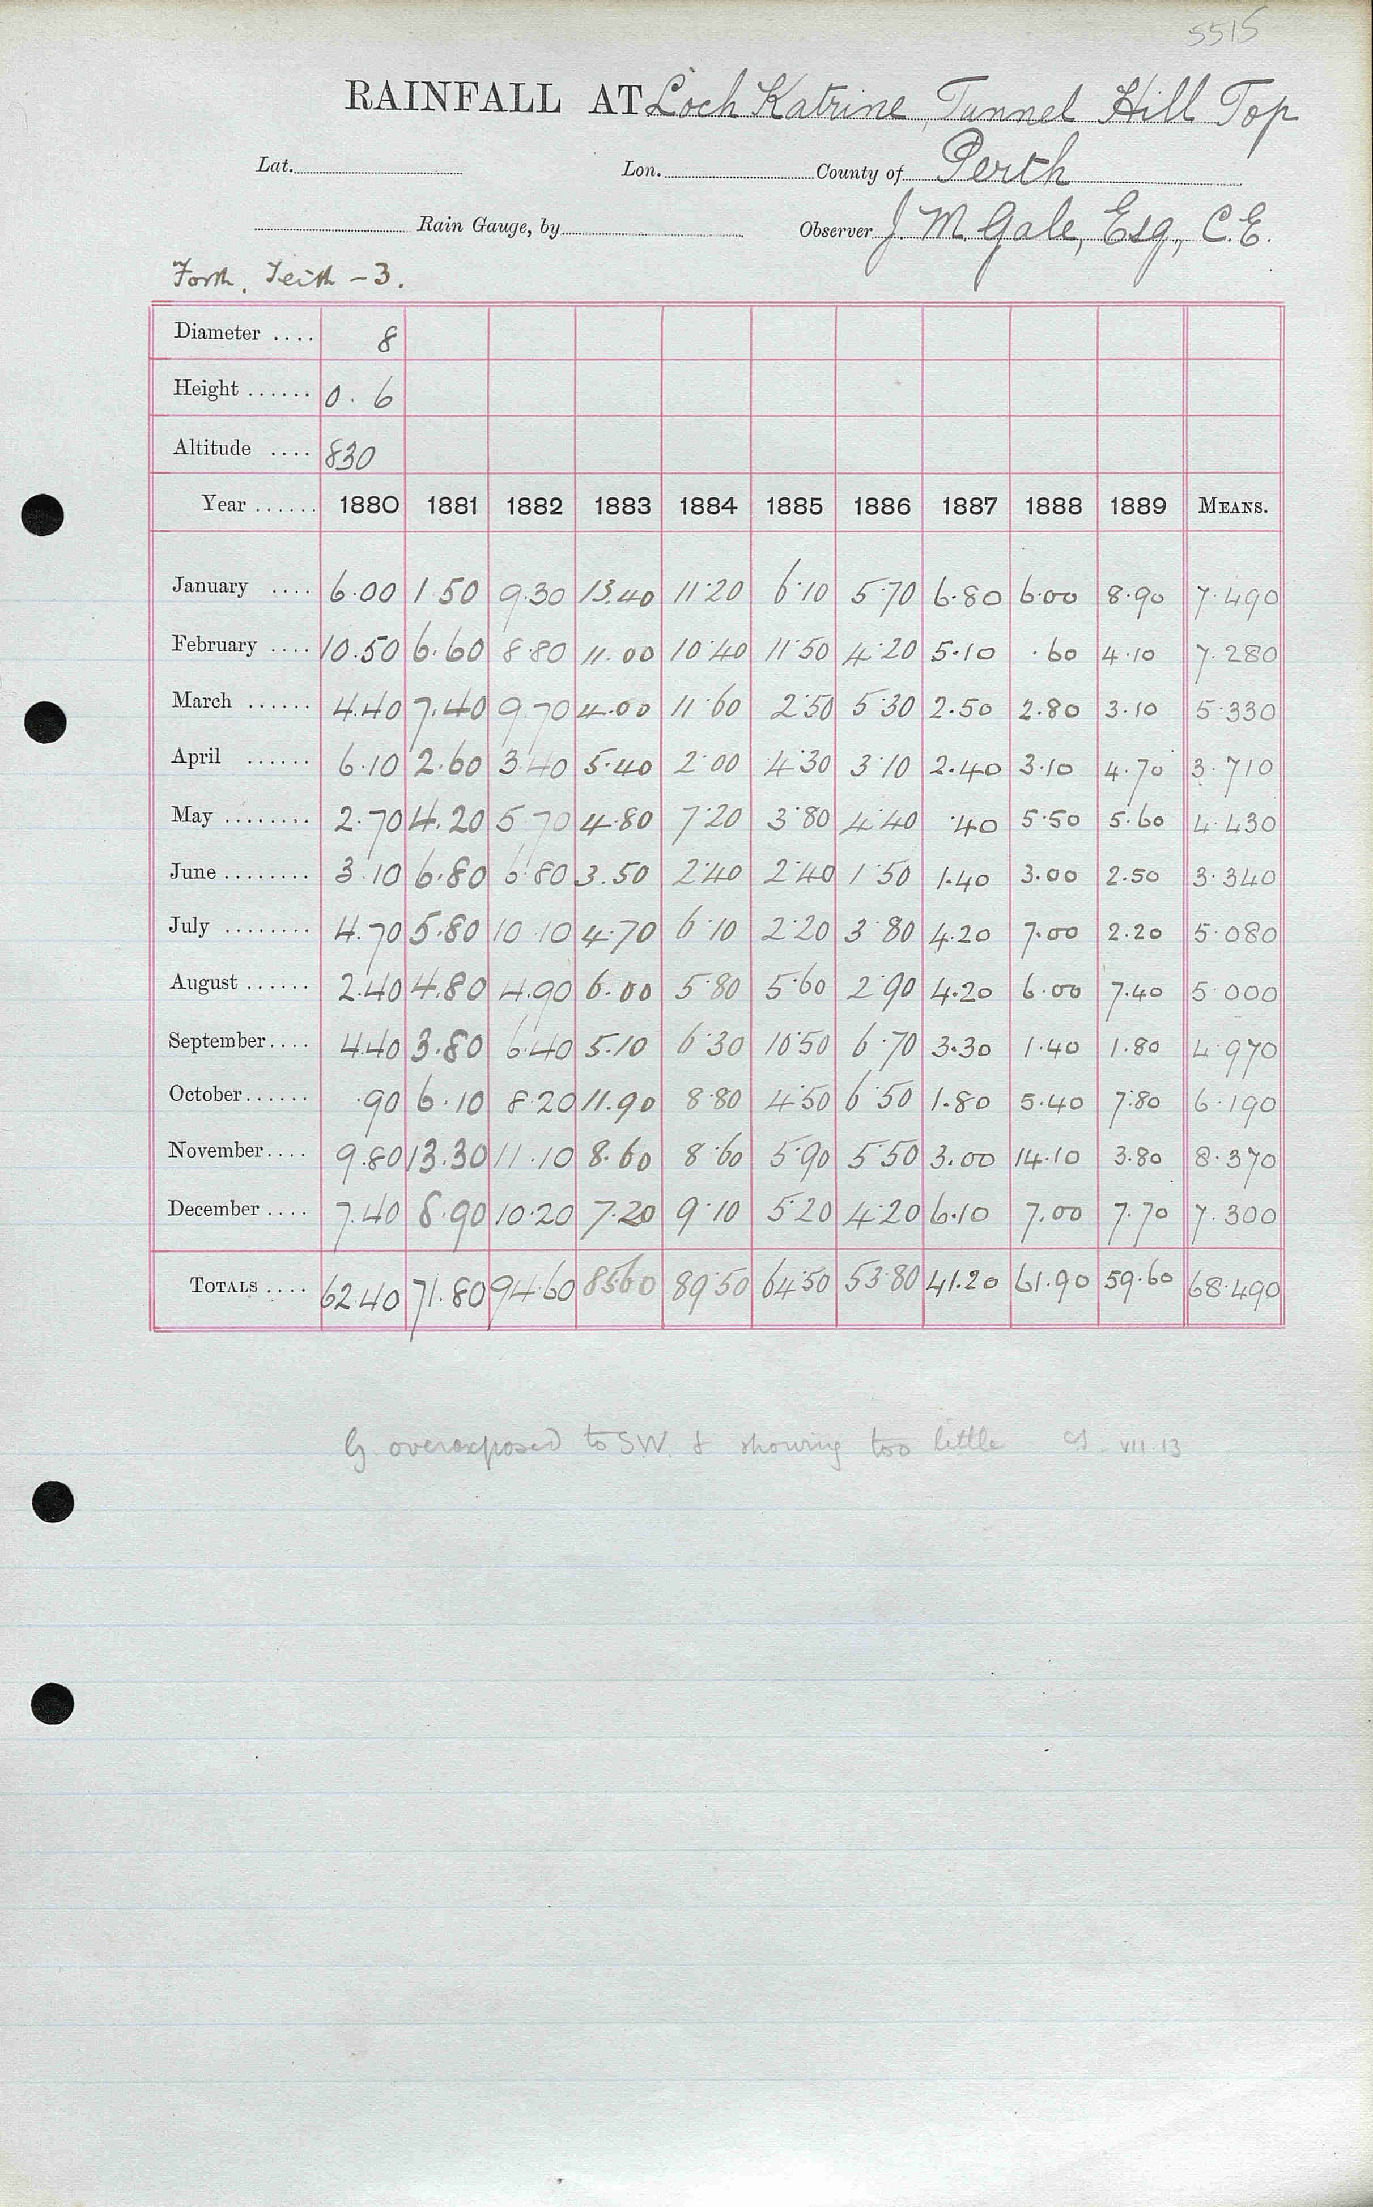 5515
RAINFALL AT Loch Katrine, Tunnel Hill Top
Lat. Lon. County of Perth
Rain Gauge, by Observer J. M. Gale, Esq., C.E.
Forth, Teith - 3.
Diameter .... 8
Height ...... 0. 6
Altitude .... 830
Year ...... 1880 1881 1882 1883 1884 1885 1886 1887 1888 1889 MEANS.
January .... 6.00 1.50 9.30 13.40 11.20 6.10 5.70 6.80 6.00 8.90 7.490
February .... 10.50 6.60 8.80 11.00 10.40 11.50 4.20 5.10 .60 4.10 7.280
March ...... 4.40 7.40 9.70 4.00 11.60 2.50 5.30 2.50 2.80 3.10 5.330
April ...... 6.10 2.60 3.40 5.40 2.00 4.30 3.10 2.40 3.10 4.70 3.710
May ........ 2.70 4.20 5.70 4.80 7.20 3.80 4.40 .40 5.50 5.60 4.430
June ........ 3.10 6.80 6.80 3.50 2.40 2.40 1.50 1.40 3.00 2.50 3.340
July ........ 4.70 5.80 10.10 4.70 6.10 2.20 3.80 4.20 7.00 2.20 5.080
August ...... 2.40 4.80 4.90 6.00 5.80 5.60 2.90 4.20 6.00 7.40 5.000
September .... 4.40 3.80 6.40 5.10 6.30 10.50 6.70 3.30 1.40 1.80 4.970
October ...... .90 6.10 8.20 11.90 8.80 4.50 6.50 1.80 5.40 7.80 6.190
November .... 9.80 13.30 11.10 8.60 8.60 5.90 5.50 3.00 14.10 3.80 8.370
December .... 7.40 8.90 10.20 7.20 9.10 5.20 4.20 6.10 7.00 7.70 7.300
TOTALS .... 62.40 71.80 94.60 85.60 89.50 64.50 53.80 41.20 61.90 59.60 68.490
G. overexposed to SW. & showing too little VII.13